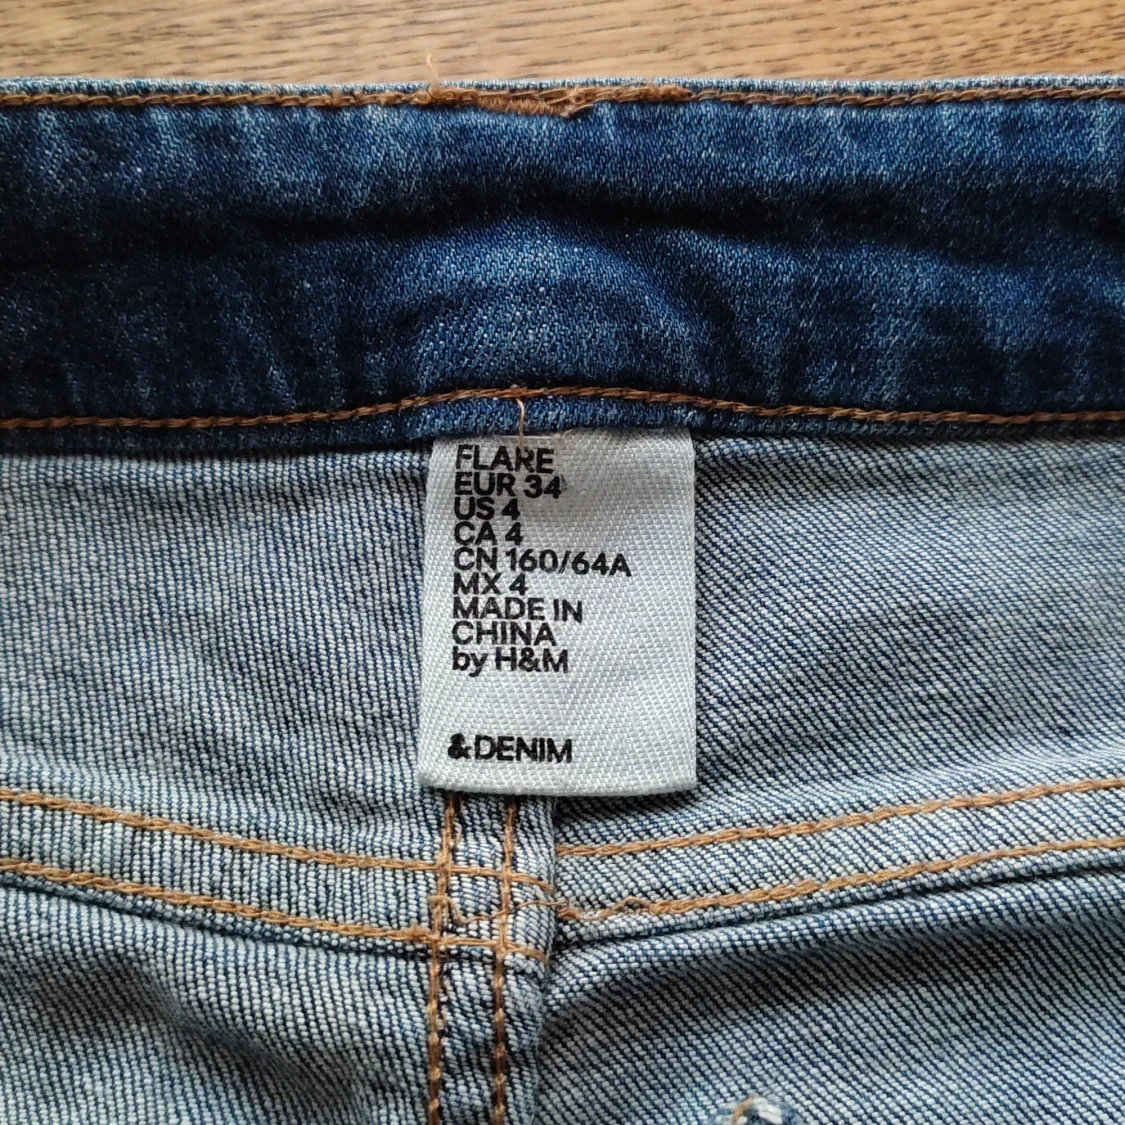 FLARE
EUR 34
US 4
CA 4
CN 160/64A
MX 4
MADE IN
CHINA
by H&M
&DENIM